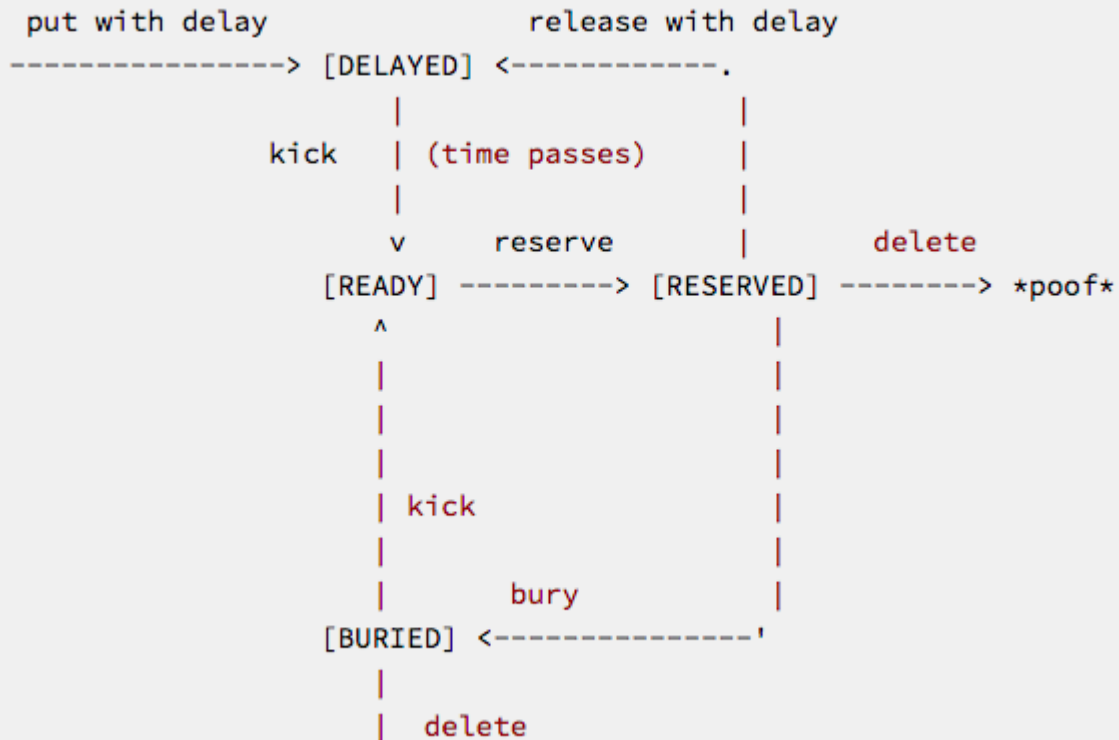 put with delay               release with delay
----------------> [DELAYED] <------------.
                      |                   |
               kick   | (time passes)     |
                      |                   |
                      v     reserve       |       delete
                  [READY] ---------> [RESERVED] --------> *poof*
                     ^                      |
                     |                      |
                     |                      |
                     |                      |
                     | kick                 |
                     |                      |
                     |       bury           |
                  [BURIED] <---------------'
                     |
                     |  delete